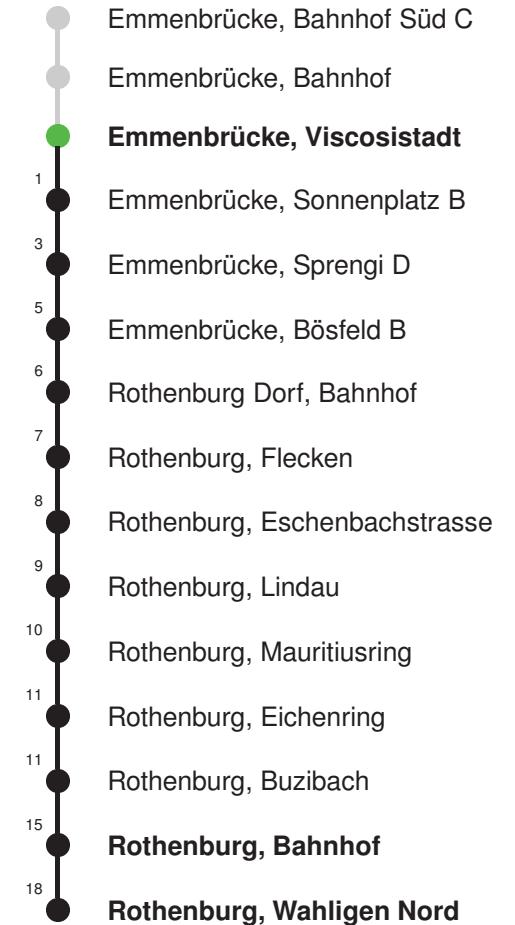 Emmenbrücke, Bahnhof Süd C
Emmenbrücke, Bahnhof
Emmenbrücke, Viscosistadt
1
Emmenbrücke, Sonnenplatz B
3
Emmenbrücke, Sprengi D
5
Emmenbrücke, Bösfeld B
6
Rothenburg Dorf, Bahnhof
7
Rothenburg, Flecken
8
Rothenburg, Eschenbachstrasse
9
Rothenburg, Lindau
10
Rothenburg, Mauritiusring
11
Rothenburg, Eichenring
11
Rothenburg, Buzibach
15
Rothenburg, Bahnhof
18
Rothenburg, Wahligen Nord